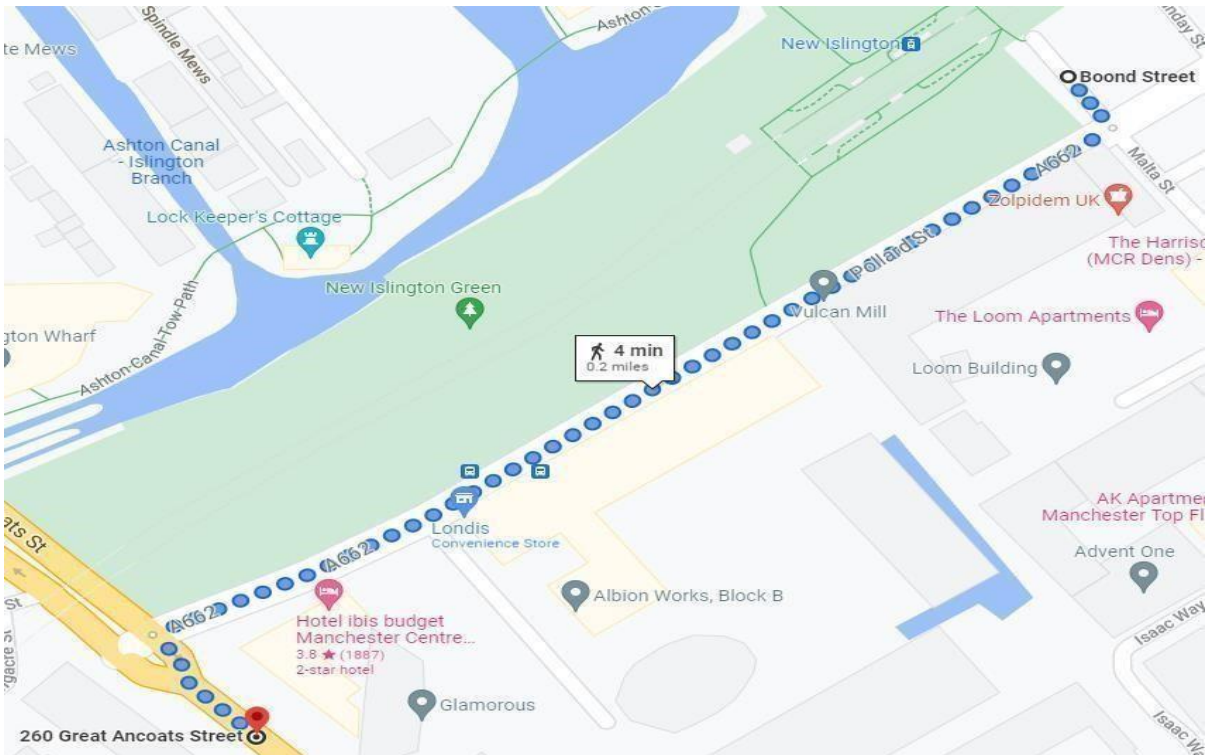 te Mews
Spindle Mews
Ashton-C
New Islington
nday St
Boond Street
Ashton Canal
- Islington
Branch
Lock Keeper's Cottage
A662
Malta St
Zolpidem UK
The Harriso
(MCR Dens) -
Pollard St
New Islington Green
Vulcan Mill
The Loom Apartments
gton Wharf
Ashton-Canal-Tow-Path
4 min
0.2 miles
Loom Building
ats St
Londis
Convenience Store
AK Apartme
Manchester Top Fl
Advent One
A662
St
A662
Hotel ibis budget
Manchester Centre...
3.8 ★ (1887)
2-star hotel
Albion Works, Block B
Isaac Way
gacre St
Glamorous
Isaac Wa
260 Great Ancoats Street